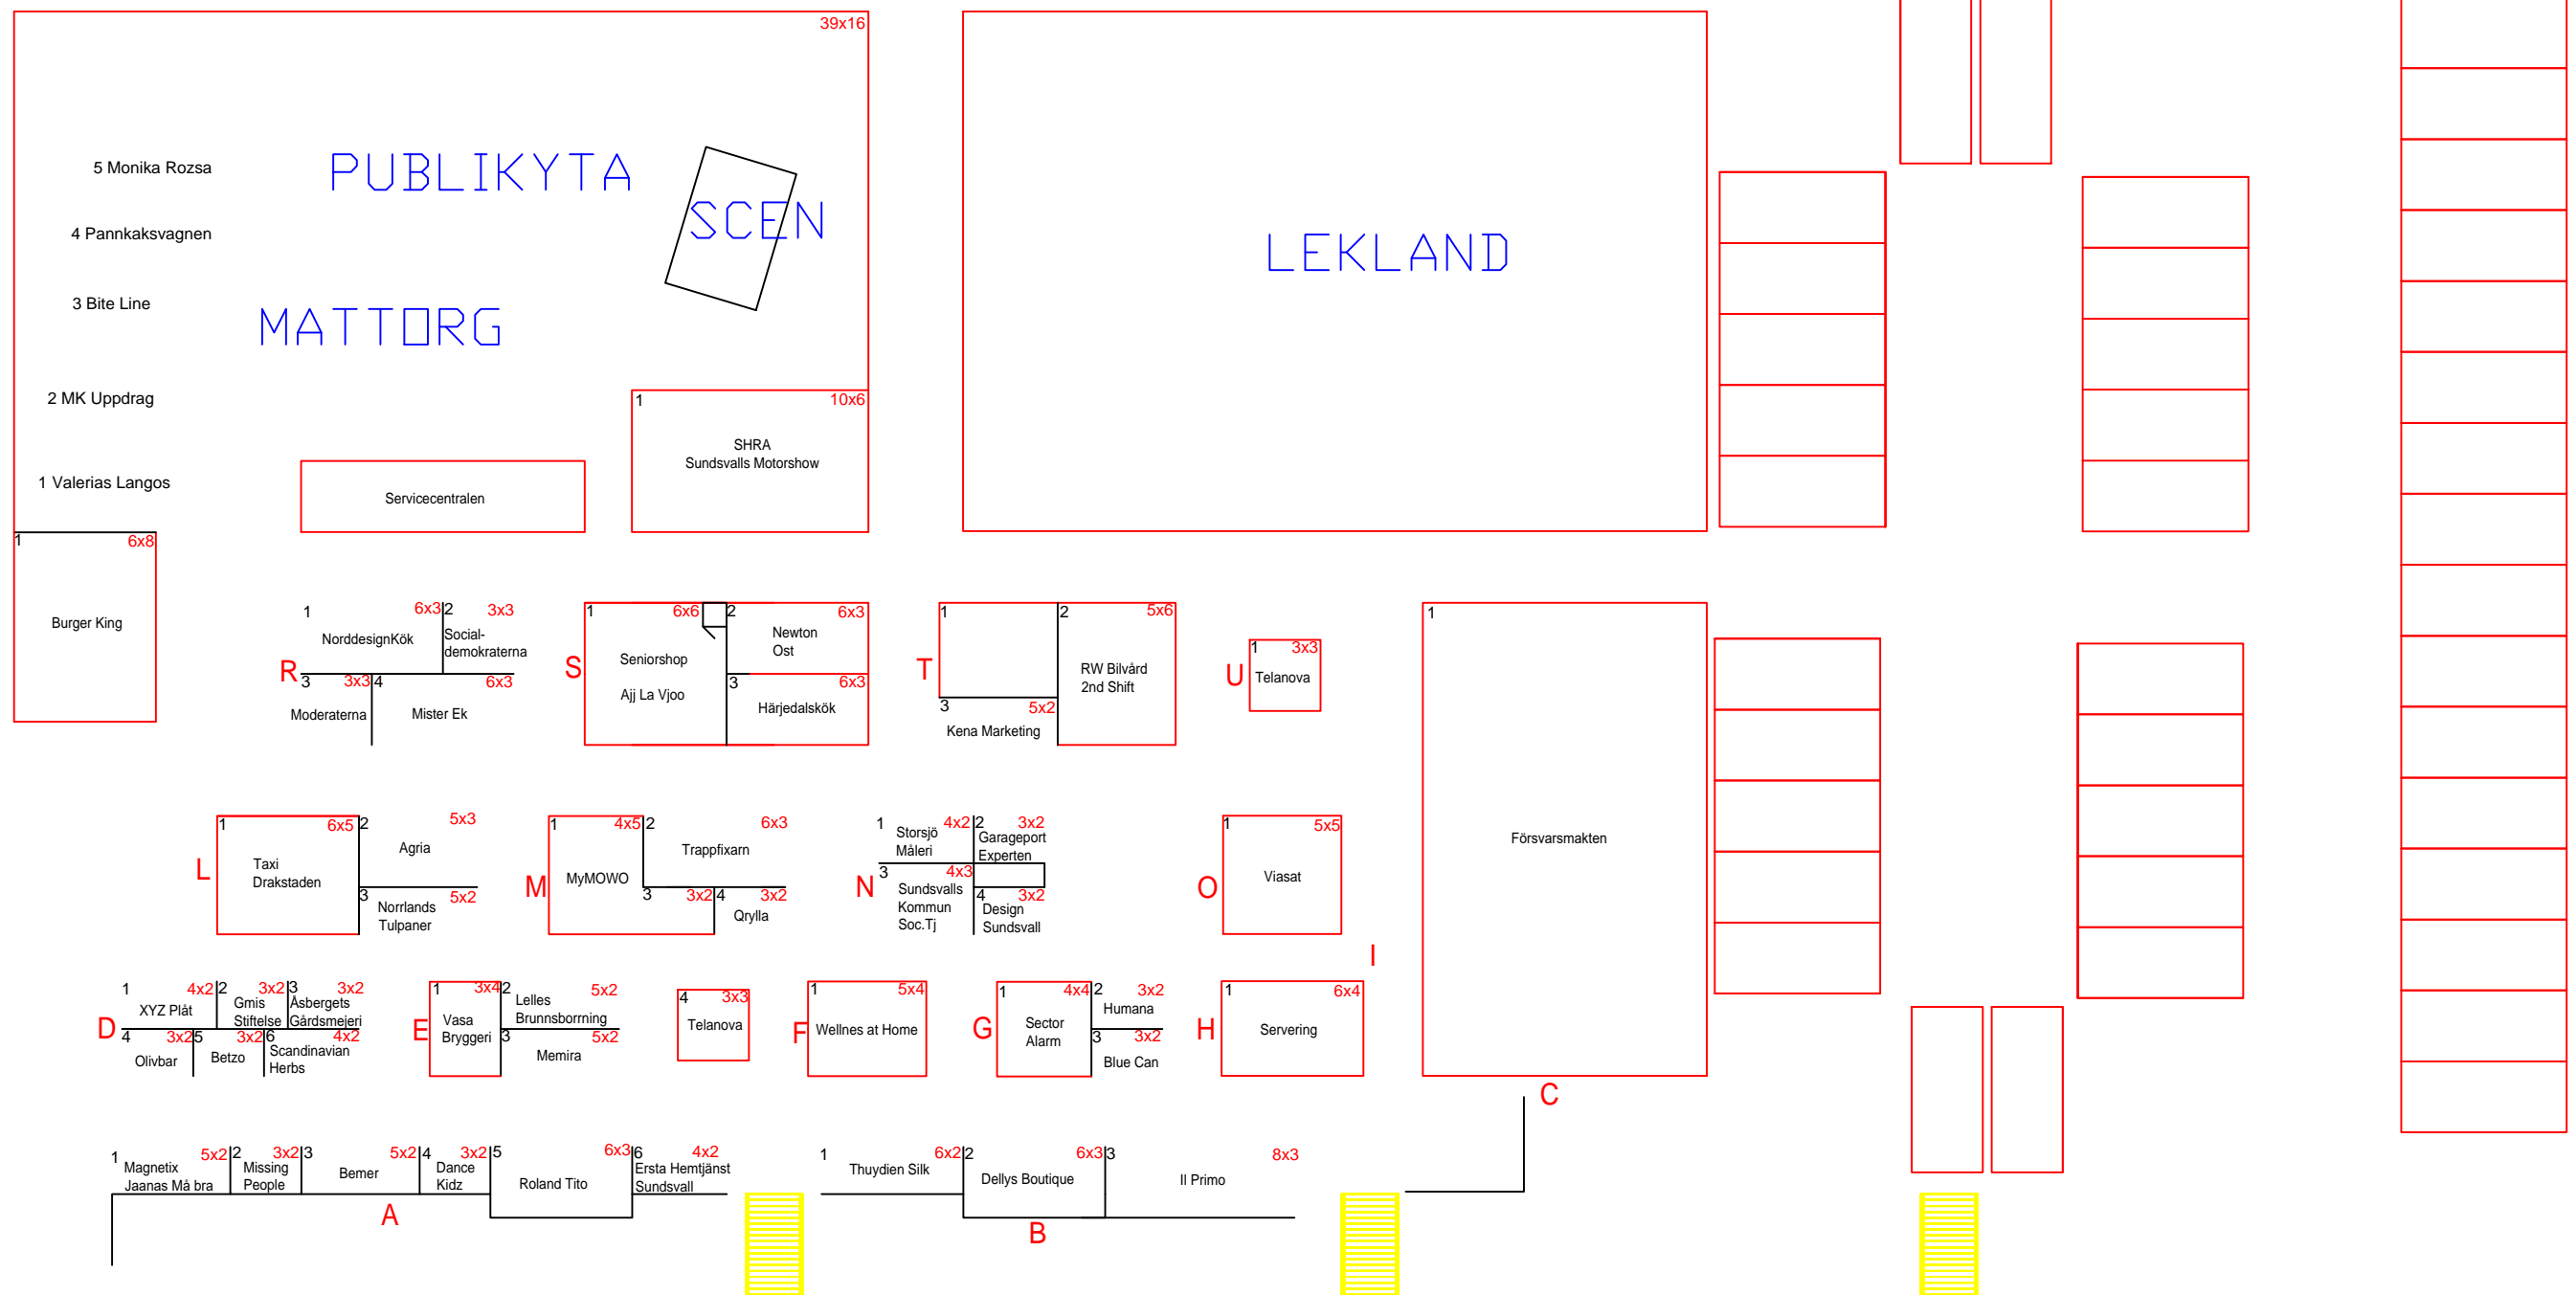 39x16
5 Monika Rozsa
PUBLIKYTA
SCEN
4 Pannkaksvagnen
LEKLAND
3 Bite Line
MATTORG
2 MK Uppdrag
1 10x6
SHRA
Sundsvalls Motorshow
1 Valerias Langos
Servicecentralen
1 6x8
Burger King
R
1 6x3
NorddesignKök
2 3x3
Social-
demokraterna
3 3x3
Moderaterna
4 6x3
Mister Ek
S
1 6x6
Seniorshop
Ajj La Vjoo
2 6x3
Newton
Ost
3 6x3
Härjedalskök
T
1
2 5x6
RW Bilvård
2nd Shift
3 5x2
Kena Marketing
U
1 3x3
Telanova
1
Försvarsmakten
L
1 6x5
Taxi
Drakstaden
2 5x3
Agria
3 5x2
Norrlands
Tulpaner
M
1 4x5
MyMOWO
2 6x3
Trappfixarn
3 3x2
4 3x2
Qrylla
N
1 4x2
Storsjö
Måleri
2 3x2
Garageport
Experten
3 4x3
Sundsvalls
Kommun
Soc.Tj
4 3x2
Design
Sundsvall
O
1 5x5
Viasat
I
D
1 4x2
XYZ Plåt
2 3x2
Gmis
Stiftelse
3 3x2
Åsbergets
Gårdsmejeri
4 3x2
Olivbar
5 3x2
Betzo
6 4x2
Scandinavian
Herbs
E
1 3x4
Vasa
Bryggeri
2 5x2
Lelles
Brunnsborrning
3 5x2
Memira
4 3x3
Telanova
F
1 5x4
Wellnes at Home
G
1 4x4
Sector
Alarm
2 3x2
Humana
3 3x2
Blue Can
H
1 6x4
Servering
C
1 5x2
Magnetix
Jaanas Må bra
2 3x2
Missing
People
3 5x2
Bemer
4 3x2
Dance
Kidz
5 6x3
Roland Tito
6 4x2
Ersta Hemtjänst
Sundsvall
A
1 6x2
Thuydien Silk
2 6x3
Dellys Boutique
3 8x3
Il Primo
B